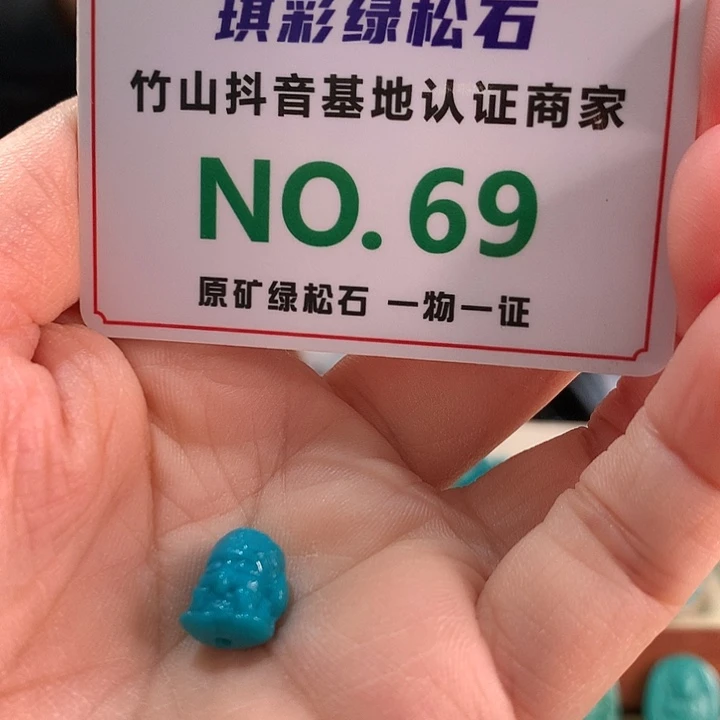 琪彩绿松石
竹山抖音基地认证商家
NO. 69
原矿绿松石 一物一证